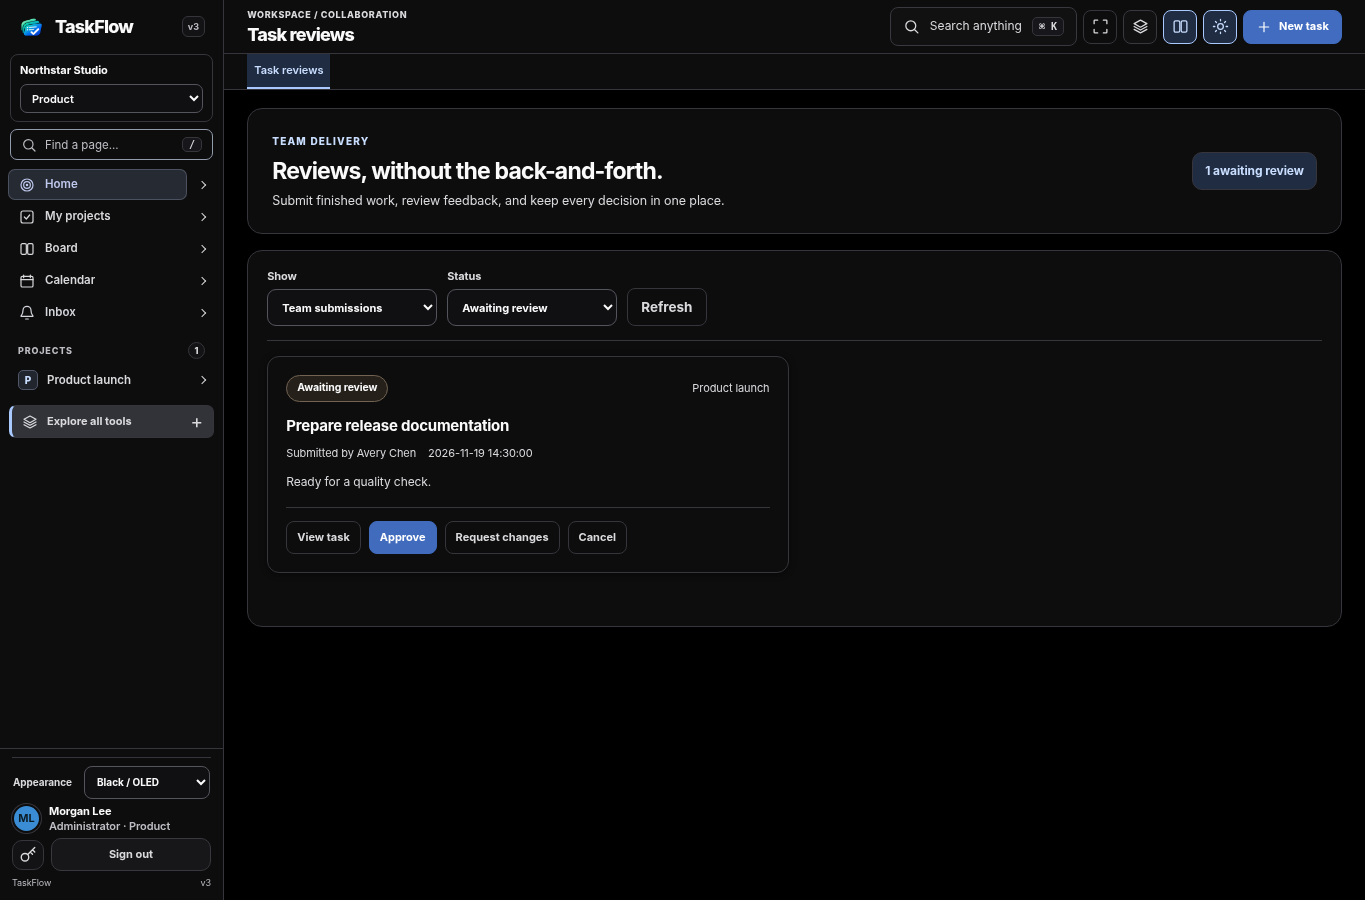 TaskFlow
v3
Northstar Studio
Product
Find a page...
/
Home
My projects
Board
Calendar
Inbox
PROJECTS
1
P
Product launch
Explore all tools
Appearance
Black / OLED
ML
Morgan Lee
Administrator · Product
Sign out
TaskFlow
v3
WORKSPACE / COLLABORATION
Task reviews
Search anything
⌘ K
New task
Task reviews
TEAM DELIVERY
Reviews, without the back-and-forth.
Submit finished work, review feedback, and keep every decision in one place.
1 awaiting review
Show
Status
Team submissions
Awaiting review
Refresh
Awaiting review
Product launch
Prepare release documentation
Submitted by Avery Chen 2026-11-19 14:30:00
Ready for a quality check.
View task
Approve
Request changes
Cancel